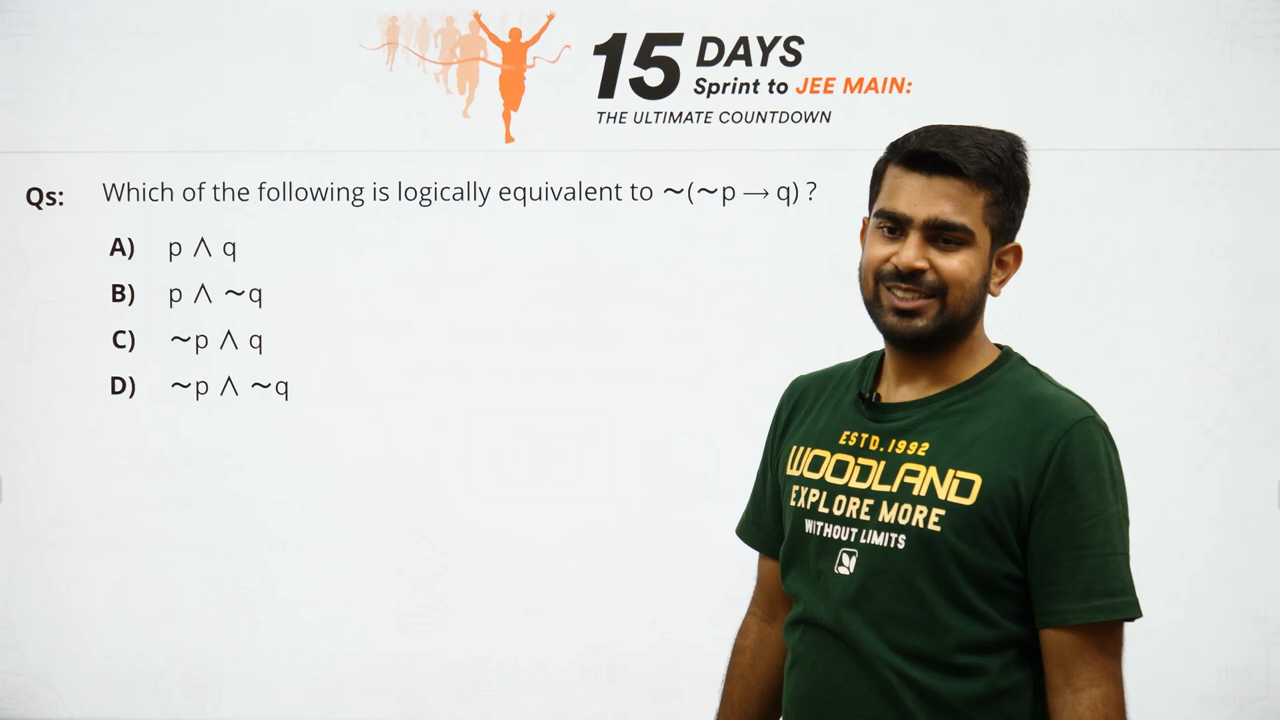 15 DAYS
Sprint to JEE MAIN:
THE ULTIMATE COUNTDOWN
Qs: Which of the following is logically equivalent to ~(~p → q) ?
A) p ∧ q
B) p ∧ ~q
C) ~p ∧ q
D) ~p ∧ ~q
ESTD.1992
WOODLAND
EXPLORE MORE
WITHOUT LIMITS